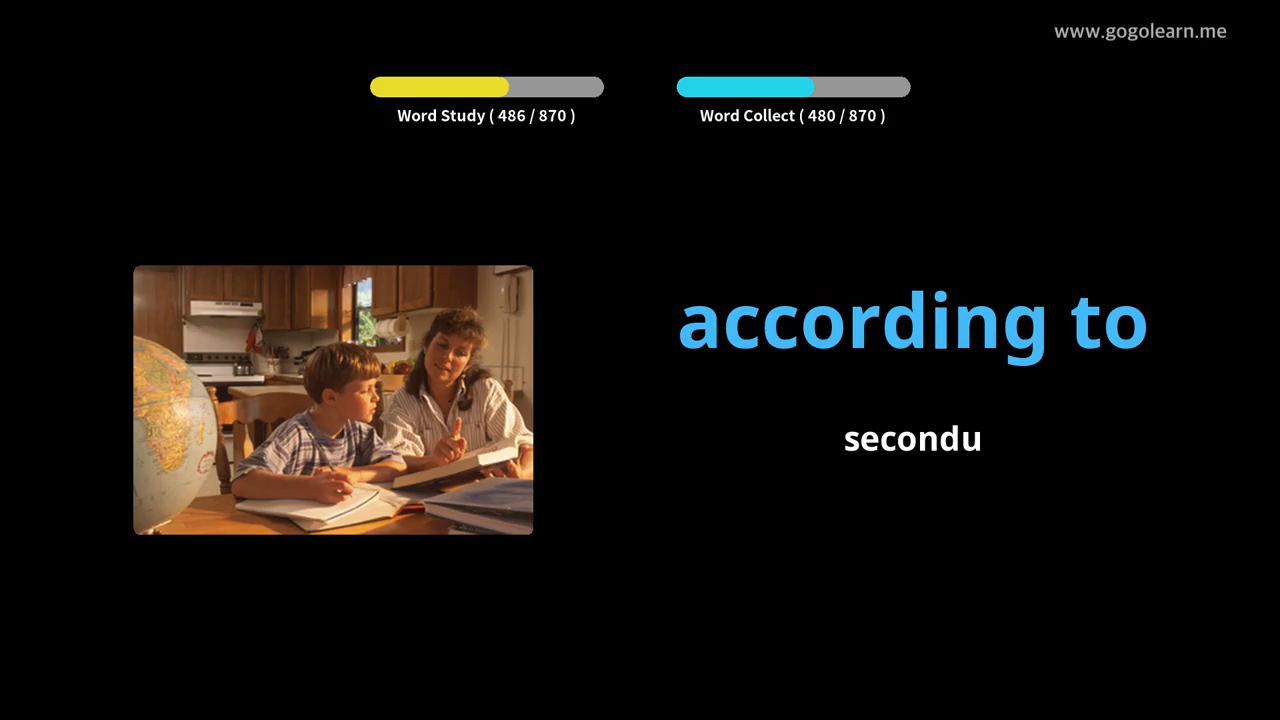 www.gogolearn.me
Word Study ( 486 / 870 )
Word Collect ( 480 / 870 )
according to
secondu